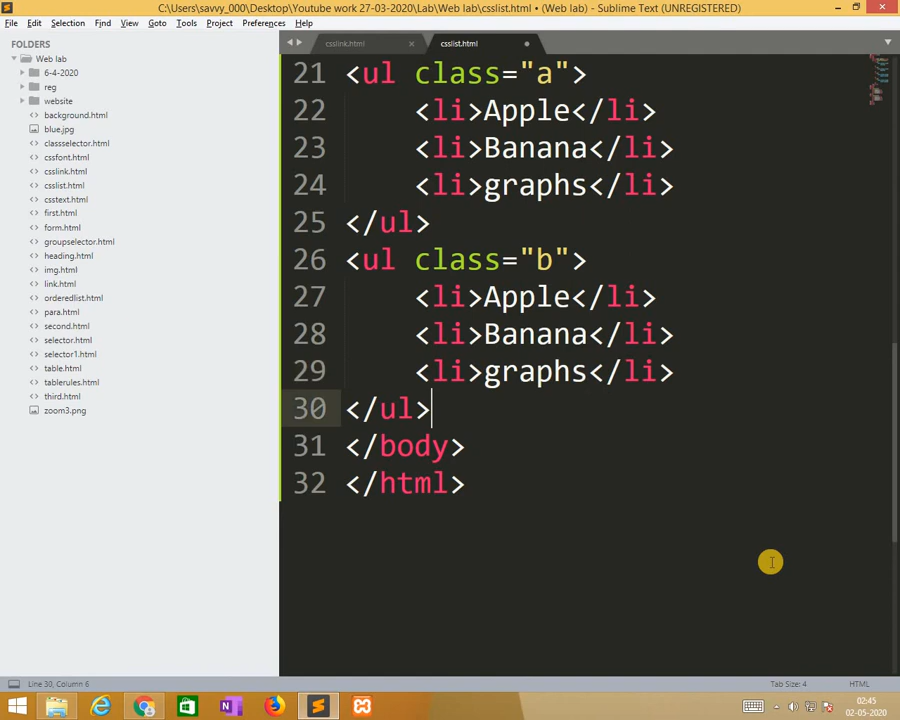 C:\Users\savvy_000\Desktop\Youtube work 27-03-2020\Lab\Web lab\csslist.html • (Web lab) - Sublime Text (UNREGISTERED)
File Edit Selection Find View Goto Tools Project Preferences Help
FOLDERS
Web lab
6-4-2020
reg
website
background.html
blue.jpg
classselector.html
cssfont.html
csslink.html
csslist.html
csstext.html
first.html
form.html
groupselector.html
heading.html
img.html
link.html
orderedlist.html
para.html
second.html
selector.html
selector1.html
table.html
tablerules.html
third.html
zoom3.png
csslink.html csslist.html
21 <ul class="a">
22 <li>Apple</li>
23 <li>Banana</li>
24 <li>graphs</li>
25 </ul>
26 <ul class="b">
27 <li>Apple</li>
28 <li>Banana</li>
29 <li>graphs</li>
30 </ul>
31 </body>
32 </html>
Line 30, Column 6 Tab Size: 4 HTML
02:45
02-05-2020